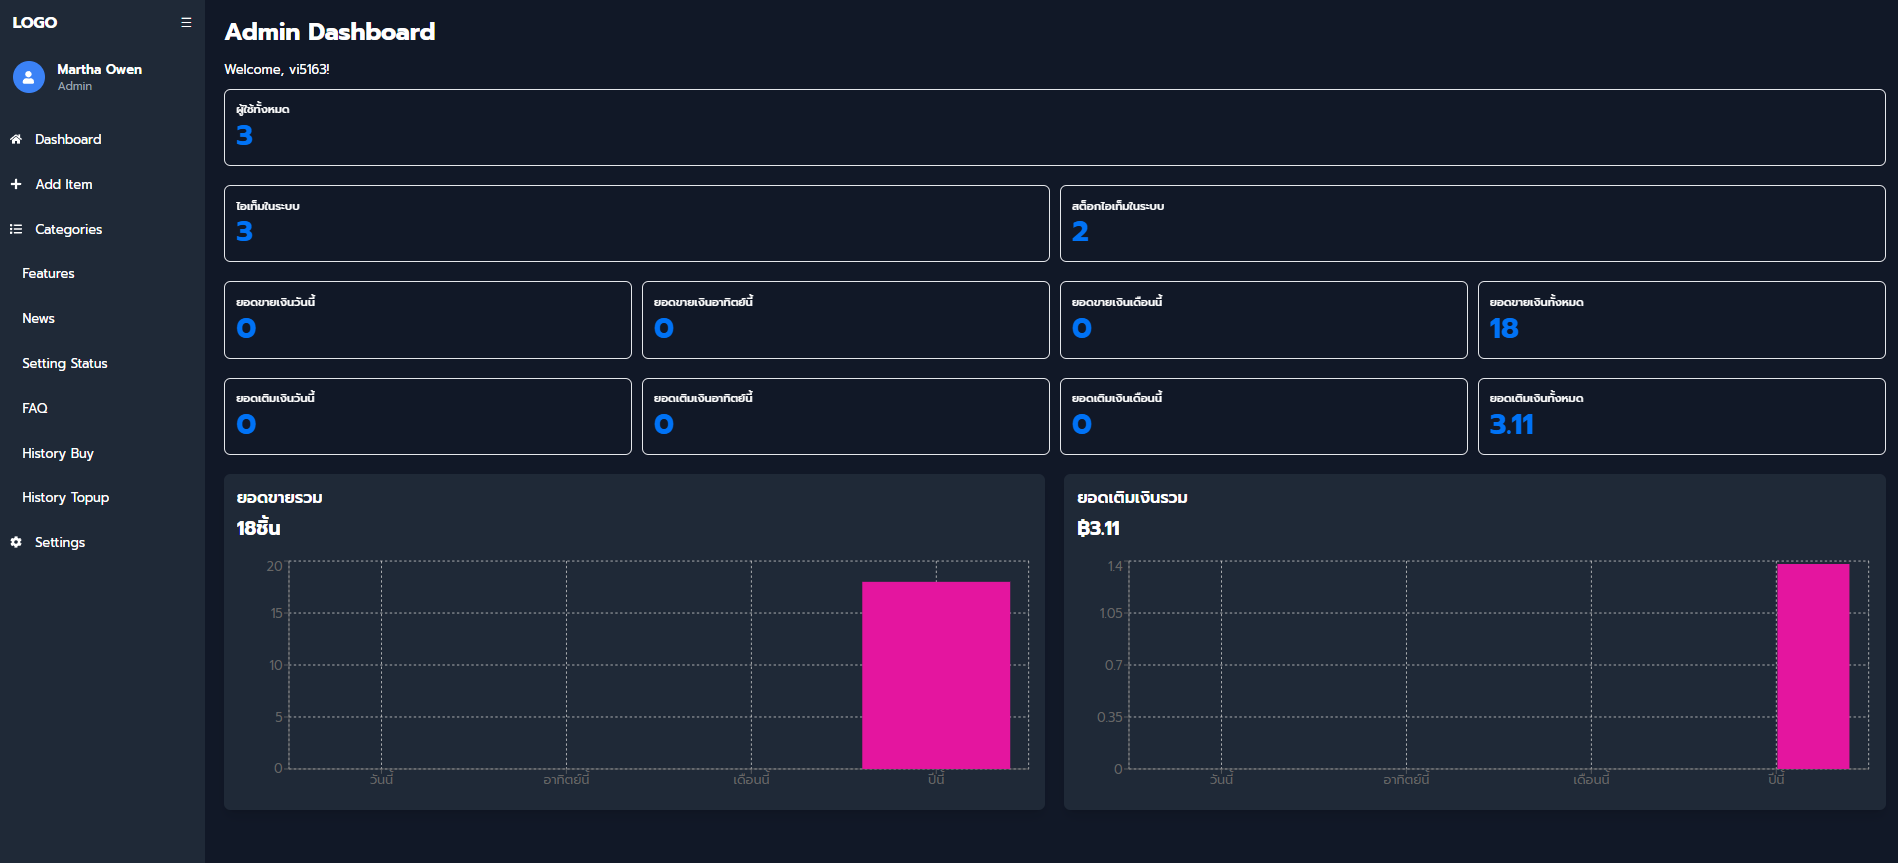 LOGO
Martha Owen
Admin
Dashboard
Add Item
Categories
Features
News
Setting Status
FAQ
History Buy
History Topup
Settings
Admin Dashboard
Welcome, vi5163!
ผู้ใช้ทั้งหมด
3
ไอเท็มในระบบ
3
สต็อกไอเท็มในระบบ
2
ยอดขายเงินวันนี้
0
ยอดขายเงินอาทิตย์นี้
0
ยอดขายเงินเดือนนี้
0
ยอดขายเงินทั้งหมด
18
ยอดเติมเงินวันนี้
0
ยอดเติมเงินอาทิตย์นี้
0
ยอดเติมเงินเดือนนี้
0
ยอดเติมเงินทั้งหมด
3.11
ยอดขายรวม
18ชิ้น
20
15
10
5
0
วันนี้
อาทิตย์นี้
เดือนนี้
ปีนี้
ยอดเติมเงินรวม
฿3.11
1.4
1.05
0.7
0.35
0
วันนี้
อาทิตย์นี้
เดือนนี้
ปีนี้